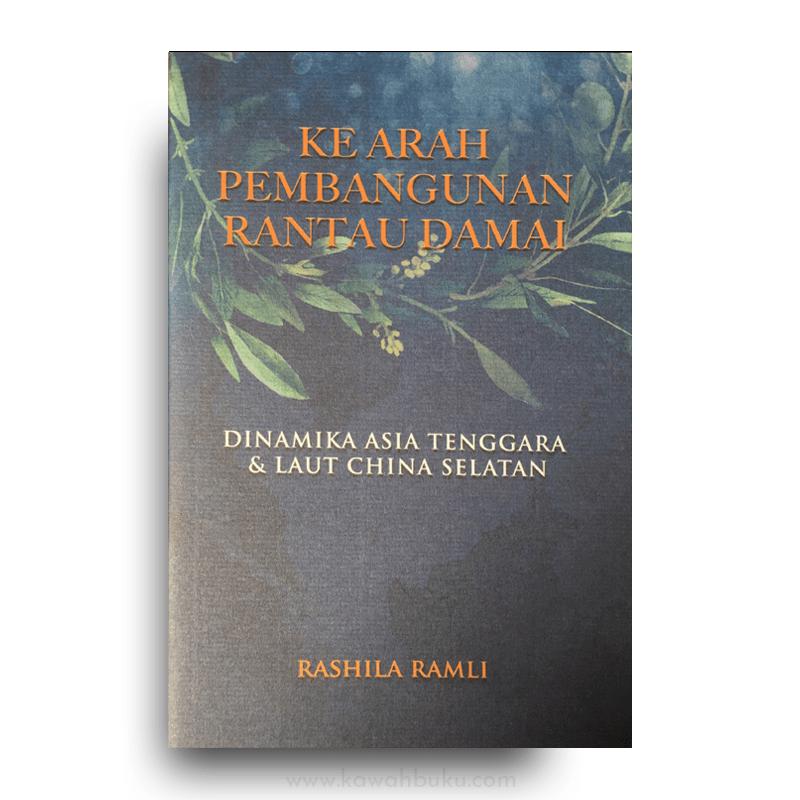 KE ARAH
PEMBANGUNAN
RANTAU DAMAI
DINAMIKA ASIA TENGGARA
& LAUT CHINA SELATAN
RASHILA RAMLI
www.kawahbuku.com